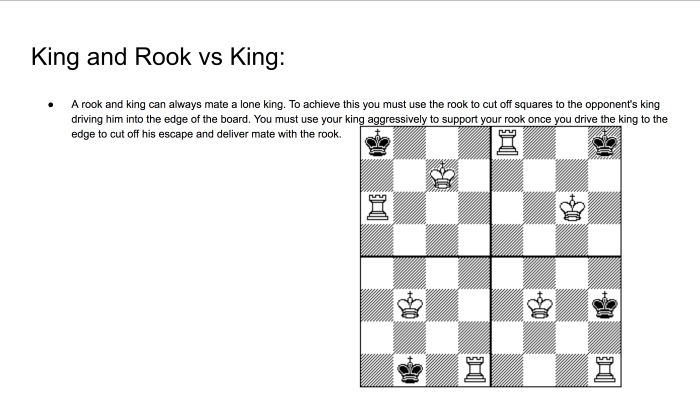 King and Rook vs King:
● A rook and king can always mate a lone king. To achieve this you must use the rook to cut off squares to the opponent's king
driving him into the edge of the board. You must use your king aggressively to support your rook once you drive the king to the
edge to cut off his escape and deliver mate with the rook.